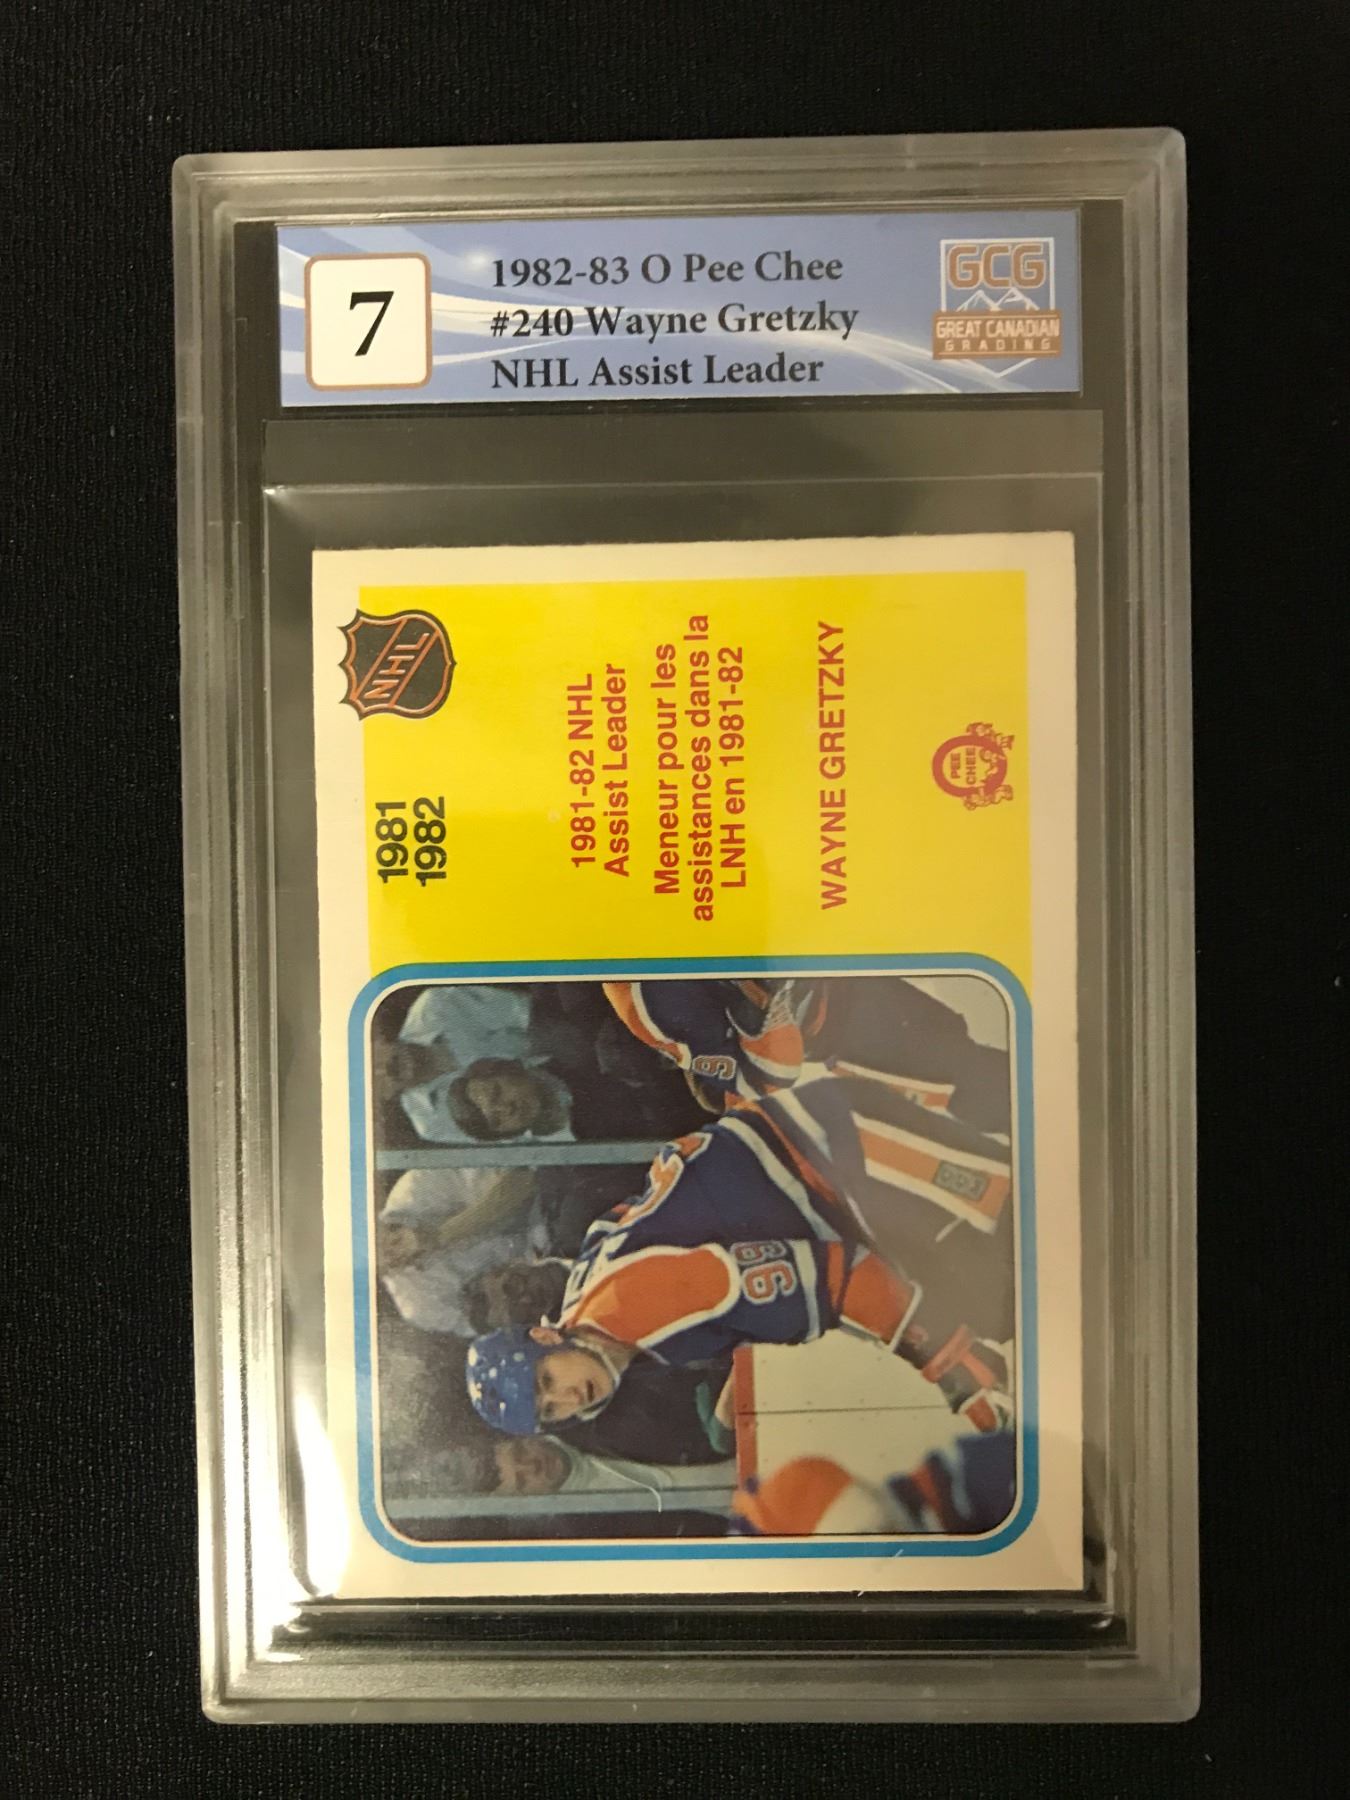 7
1982-83 O Pee Chee
#240 Wayne Gretzky
NHL Assist Leader
GCG
GREAT CANADIAN
GRADING
NHL
1981
1982
1981-82 NHL
Assist Leader
Meneur pour les
assistances dans la
LNH en 1981-82
WAYNE GRETZKY
O
PEE
CHEE
99
9